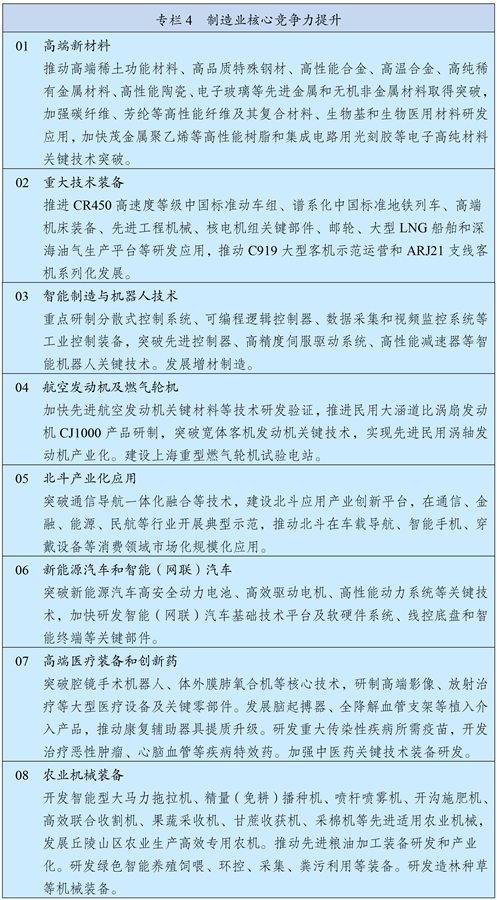 专栏4 制造业核心竞争力提升
01 高端新材料
推动高端稀土功能材料、高品质特殊钢材、高性能合金、高温合金、高纯稀
有金属材料、高性能陶瓷、电子玻璃等先进金属和无机非金属材料取得突破，
加强碳纤维、芳纶等高性能纤维及其复合材料、生物基和生物医用材料研发
应用，加快茂金属聚乙烯等高性能树脂和集成电路用光刻胶等电子高纯材料
关键技术突破。
02 重大技术装备
推进CR450高速度等级中国标准动车组、谱系化中国标准地铁列车、高端
机床装备、先进工程机械、核电机组关键部件、邮轮、大型LNG船舶和深
海油气生产平台等研发应用，推动C919大型客机示范运营和ARJ21支线客
机系列化发展。
03 智能制造与机器人技术
重点研制分散式控制系统、可编程逻辑控制器、数据采集和视频监控系统等
工业控制装备，突破先进控制器、高精度伺服驱动系统、高性能减速器等智
能机器人关键技术。发展增材制造。
04 航空发动机及燃气轮机
加快先进航空发动机关键材料等技术研发验证，推进民用大涵道比涡扇发动
机CJ1000产品研制，突破宽体客机发动机关键技术，实现先进民用涡轴发
动机产业化。建设上海重型燃气轮机试验电站。
05 北斗产业化应用
突破通信导航一体化融合等技术，建设北斗应用产业创新平台，在通信、金
融、能源、民航等行业开展典型示范，推动北斗在车载导航、智能手机、穿
戴设备等消费领域市场化规模化应用。
06 新能源汽车和智能（网联）汽车
突破新能源汽车高安全动力电池、高效驱动电机、高性能动力系统等关键技
术，加快研发智能（网联）汽车基础技术平台及软硬件系统、线控底盘和智
能终端等关键部件。
07 高端医疗装备和创新药
突破腔镜手术机器人、体外膜肺氧合机等核心技术，研制高端影像、放射治
疗等大型医疗设备及关键零部件。发展脑起搏器、全降解血管支架等植入介
入产品，推动康复辅助器具提质升级。研发重大传染性疾病所需疫苗，开发
治疗恶性肿瘤、心脑血管等疾病特效药。加强中医药关键技术装备研发。
08 农业机械装备
开发智能型大马力拖拉机、精量（免耕）播种机、喷杆喷雾机、开沟施肥机、
高效联合收割机、果蔬采收机、甘蔗收获机、采棉机等先进适用农业机械，
发展丘陵山区农业生产高效专用农机。推动先进粮油加工装备研发和产业
化。研发绿色智能养殖饲喂、环控、采集、粪污利用等装备。研发造林种草
等机械装备。